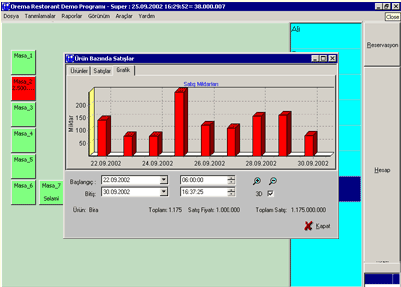 Orema Restorant Demo Programı - Super ; 25.09.2002 16:29:52 = 38.000.007
Close
Dosya Tanımlamalar Raporlar Görünüm Araçlar Yardım
Masa_1
Masa_2
Masa_3
Masa_4
Masa_5
Masa_6
Masa_7
Selami
Ali
Rezervasyon
Hesap
Ürün Bazında Satışlar
Ürünler Satışlar Grafik
Satış Miktarları
Miktar
200
150
100
50
22.09.2002 24.09.2002 26.09.2002 28.09.2002 30.09.2002
Başlangıç : 22.09.2002 06:00:00
Bitiş: 30.09.2002 16:37:25 3D
Ürün: Bira Toplam: 1.175 Satış Fiyatı: 1.000.000 Toplam Satış: 1.175.000.000
Kapat